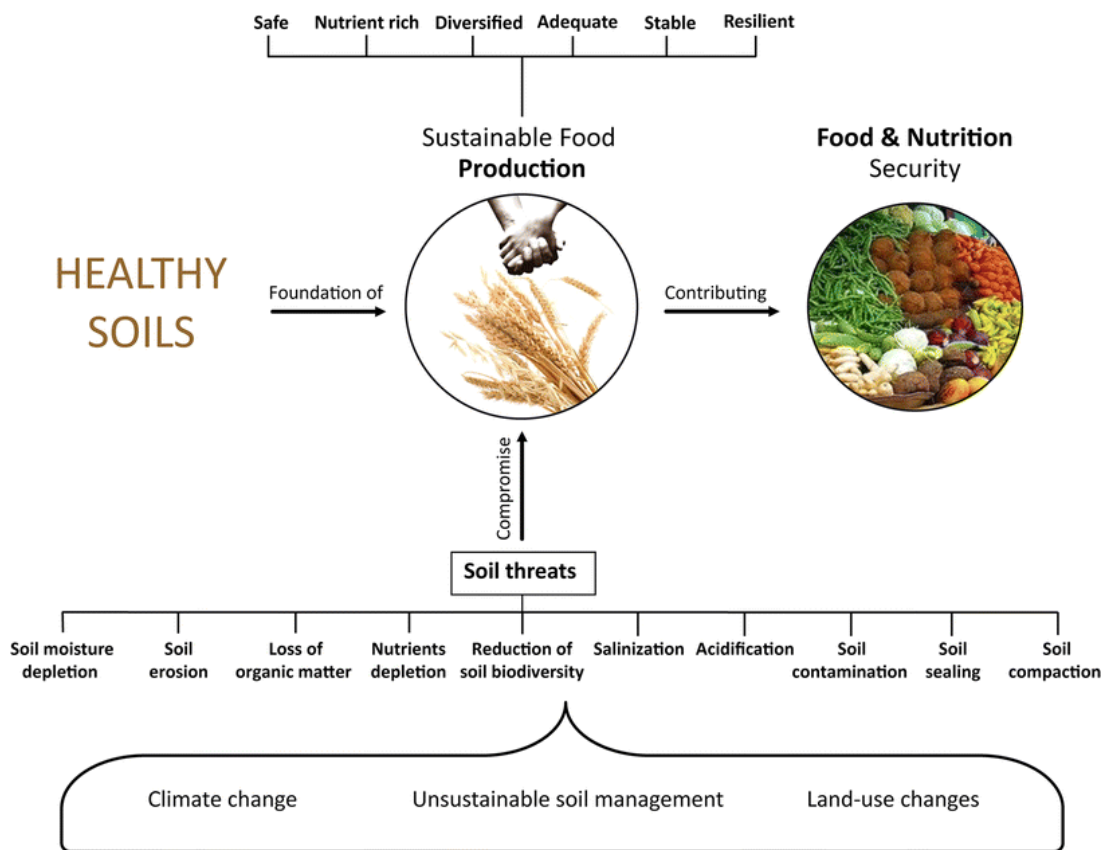 Safe
Nutrient rich
Diversified
Adequate
Stable
Resilient
Sustainable Food
Production
Food & Nutrition
Security
HEALTHY
SOILS
Foundation of
Contributing
Compromise
Soil threats
Soil moisture
depletion
Soil
erosion
Loss of
organic matter
Nutrients
depletion
Reduction of
soil biodiversity
Salinization
Acidification
Soil
contamination
Soil
sealing
Soil
compaction
Climate change
Unsustainable soil management
Land-use changes